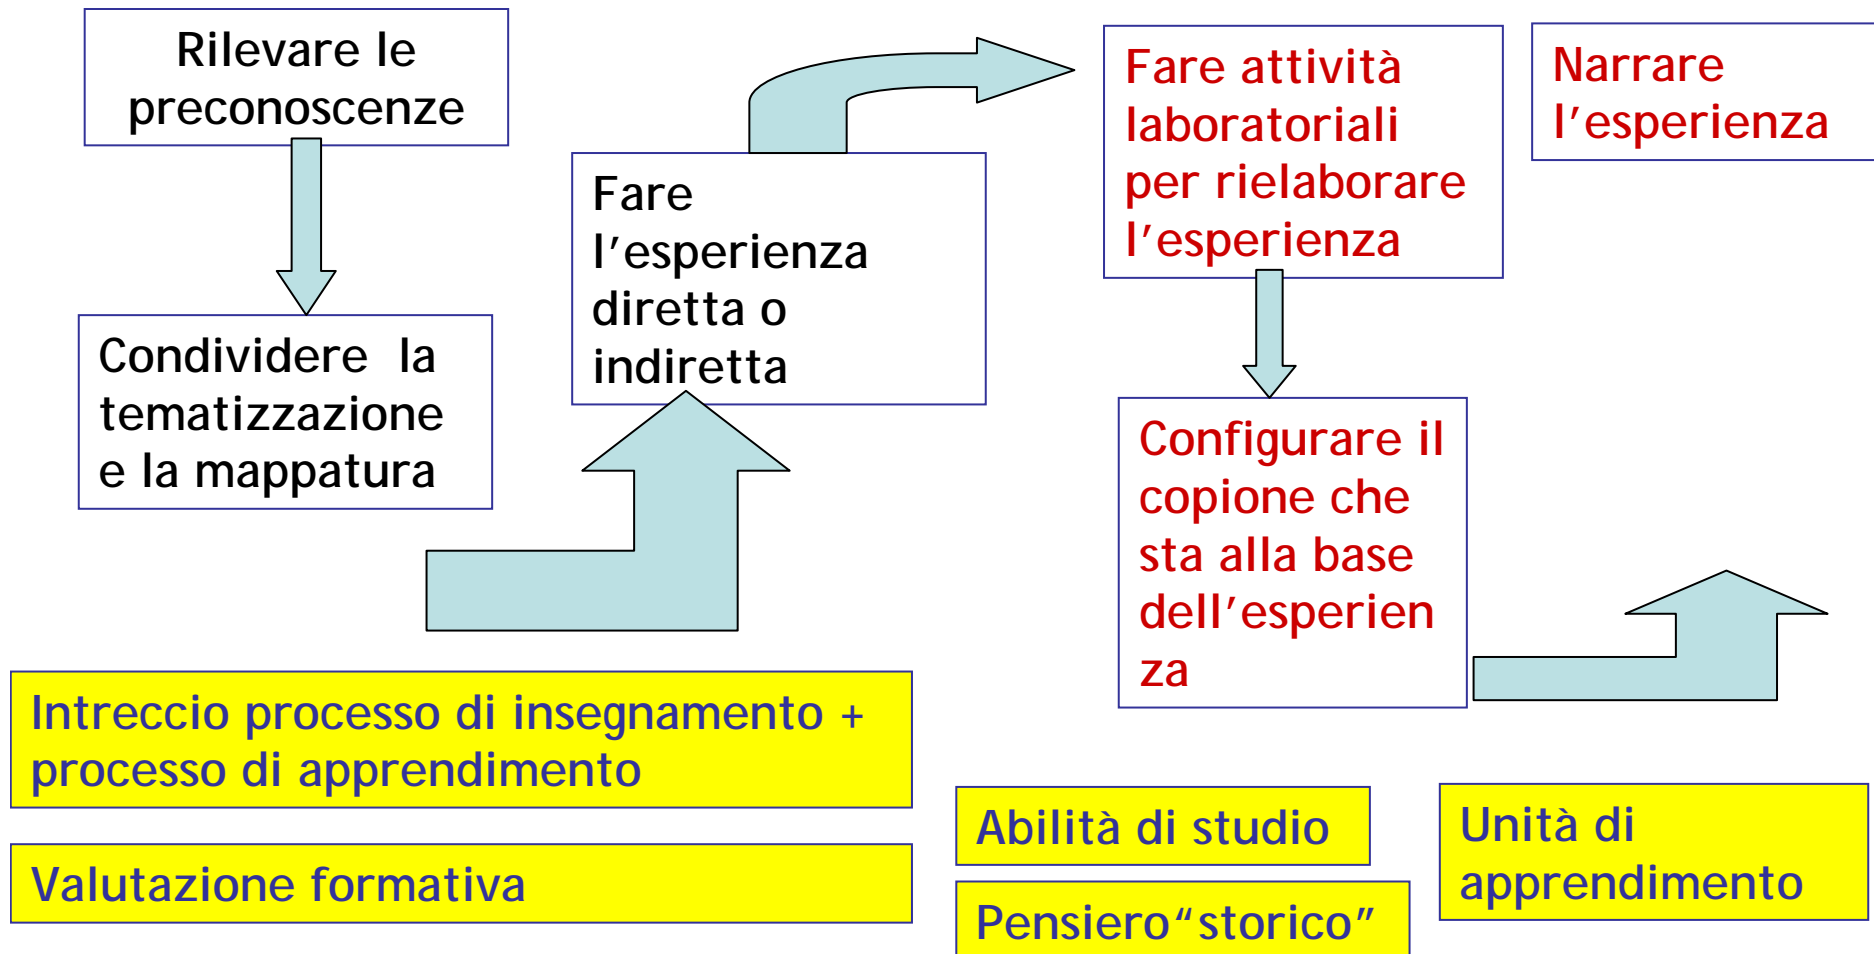 Rilevare le
preconoscenze
Condividere la
tematizzazione
e la mappatura
Fare
l’esperienza
diretta o
indiretta
Fare attività
laboratoriali
per rielaborare
l’esperienza
Configurare il
copione che
sta alla base
dell’esperien
za
Narrare
l’esperienza
Intreccio processo di insegnamento +
processo di apprendimento
Valutazione formativa
Abilità di studio
Pensiero“storico”
Unità di
apprendimento